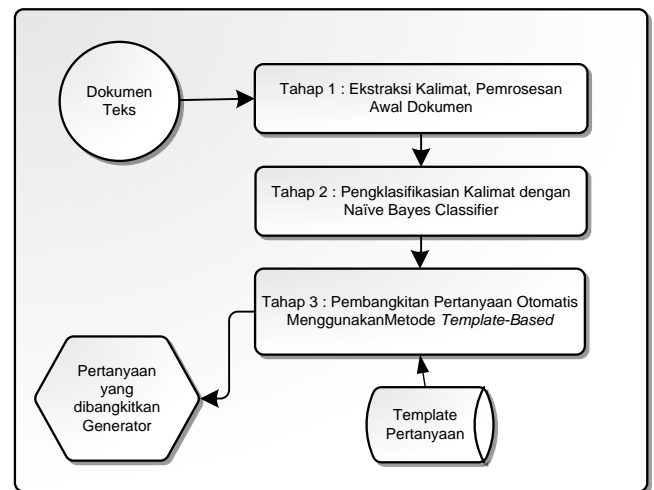 Dokumen
Teks
Tahap 1 : Ekstraksi Kalimat, Pemrosesan
Awal Dokumen
Tahap 2 : Pengklasifikasian Kalimat dengan
Naïve Bayes Classifier
Tahap 3 : Pembangkitan Pertanyaan Otomatis
MenggunakanMetode Template-Based
Pertanyaan
yang
dibangkitkan
Generator
Template
Pertanyaan